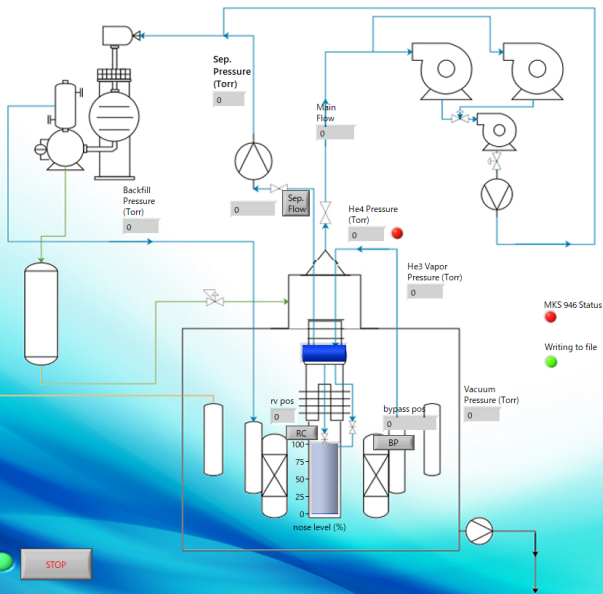 Sep.
Pressure
(Torr)
0
Main
Flow
0
Backfill
Pressure
(Torr)
0
0
Sep.
Flow
He4 Pressure
(Torr)
0
He3 Vapor
Pressure (Torr)
0
MKS 946 Status
Writing to file
Vacuum
Pressure (Torr)
0
rv pos
0
bypass pos
0
RC
BP
100
75
50
25
0
nose level (%)
STOP